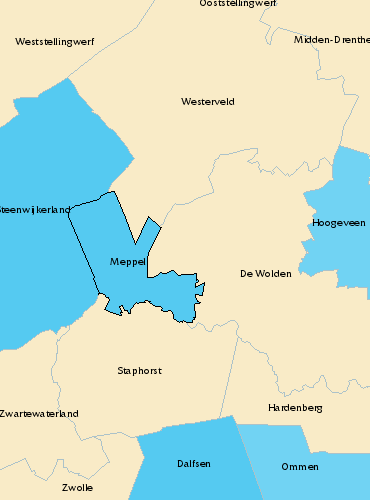 Ooststellingwerf
Weststellingwerf
Midden-Drenthe
Westerveld
Steenwijkerland
Hoogeveen
Meppel
De Wolden
Staphorst
Hardenberg
Zwartewaterland
Dalfsen
Ommen
Zwolle